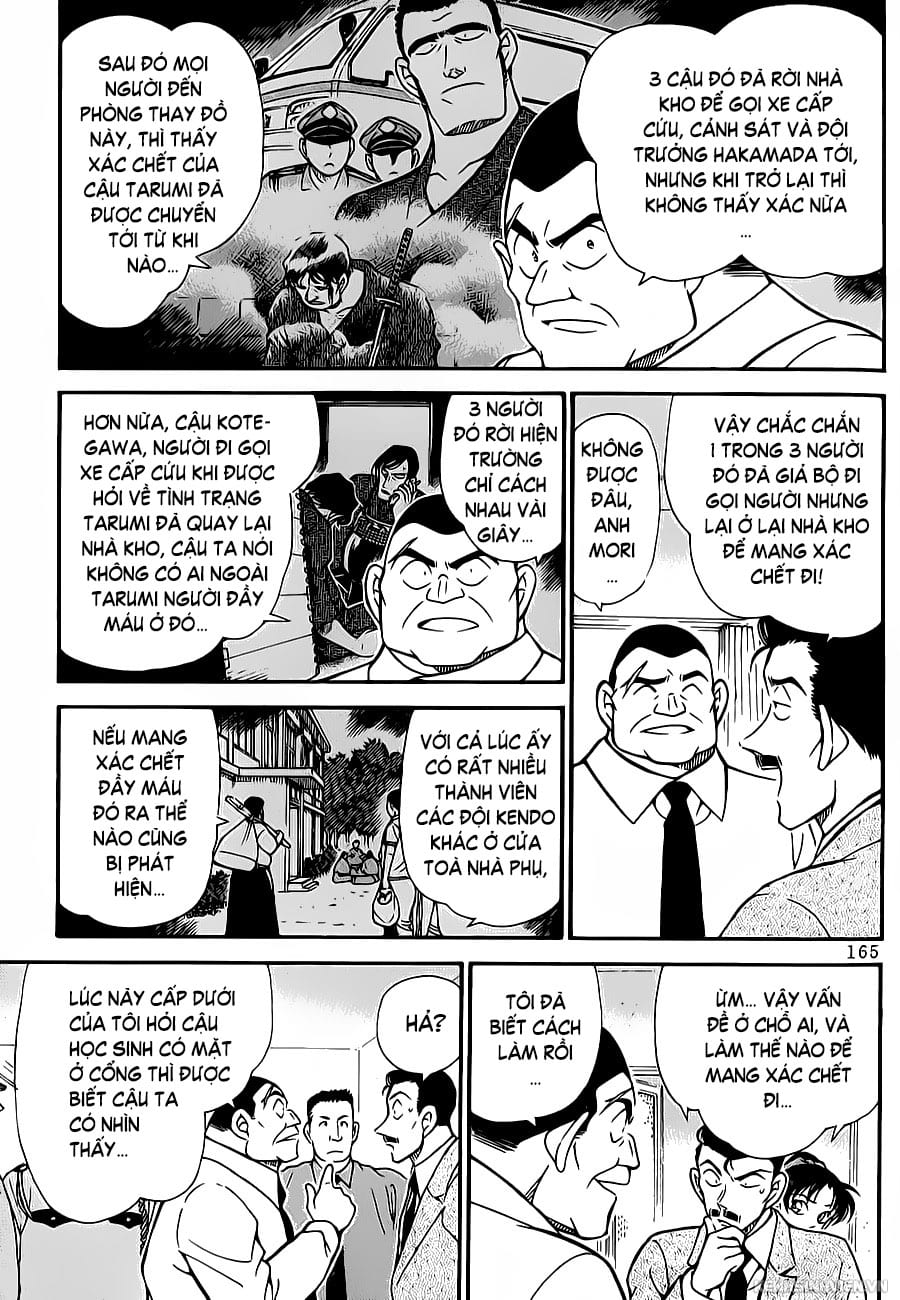 3 CẬU ĐÓ ĐÃ RỜI NHÀ
KHO ĐỂ GỌI XE CẤP
CỨU, CẢNH SÁT VÀ ĐỘI
TRƯỞNG HAKAMADA TỚI,
NHƯNG KHI TRỞ LẠI THÌ
KHÔNG THẤY XÁC NỮA
...
SAU ĐÓ MỌI
NGƯỜI ĐẾN
PHÒNG THAY ĐỒ
NÀY, THÌ THẤY
XÁC CHẾT CỦA
CẬU TARUMI ĐÃ
ĐƯỢC CHUYỂN
TỚI TỪ KHI
NÀO...
VẬY CHẮC CHẮN
1 TRONG 3 NGƯỜI
ĐÓ ĐÃ GIẢ BỘ ĐI
GỌI NGƯỜI NHƯNG
LẠI Ở LẠI NHÀ KHO
ĐỂ MANG XÁC
CHẾT ĐI!
KHÔNG
ĐƯỢC
ĐÂU,
ANH
MORI
...
3 NGƯỜI
ĐÓ RỜI HIỆN
TRƯỜNG
CHỈ CÁCH
NHAU VÀI
GIÂY...
HƠN NỮA, CẬU KOTE-
GAWA, NGƯỜI ĐI GỌI
XE CẤP CỨU KHI ĐƯỢC
HỎI VỀ TÌNH TRẠNG
TARUMI ĐÃ QUAY LẠI
NHÀ KHO, CẬU TA NÓI
KHÔNG CÓ AI NGOÀI
TARUMI NGƯỜI ĐẦY
MÁU Ở ĐÓ...
VỚI CẢ LÚC ẤY
CÓ RẤT NHIỀU
THÀNH VIÊN
CÁC ĐỘI KENDO
KHÁC Ở CỬA
TOÀ NHÀ PHỤ,
NẾU MANG
XÁC CHẾT
ĐẦY MÁU
ĐÓ RA THẾ
NÀO CŨNG
BỊ PHÁT
HIỆN...
165
ỪM... VẬY VẤN
ĐỀ Ở CHỔ AI, VÀ
LÀM THẾ NÀO ĐỂ
MANG XÁC CHẾT
ĐI...
TÔI ĐÃ
BIẾT CÁCH
LÀM RỒI
...
HẢ?
LÚC NÀY CẤP DƯỚI
CỦA TÔI HỎI CẬU
HỌC SINH CÓ MẶT
Ở CỔNG THÌ ĐƯỢC
BIẾT CẬU TA
CÓ NHÌN
THẤY...